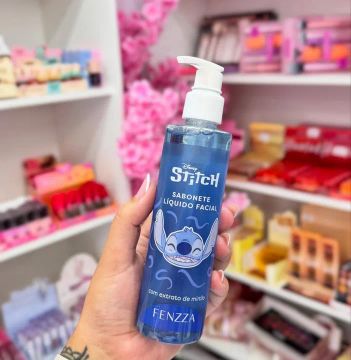 Disney
STITCH
SABONETE
LÍQUIDO FACIAL
com extrato de mirtilo
FENZZA